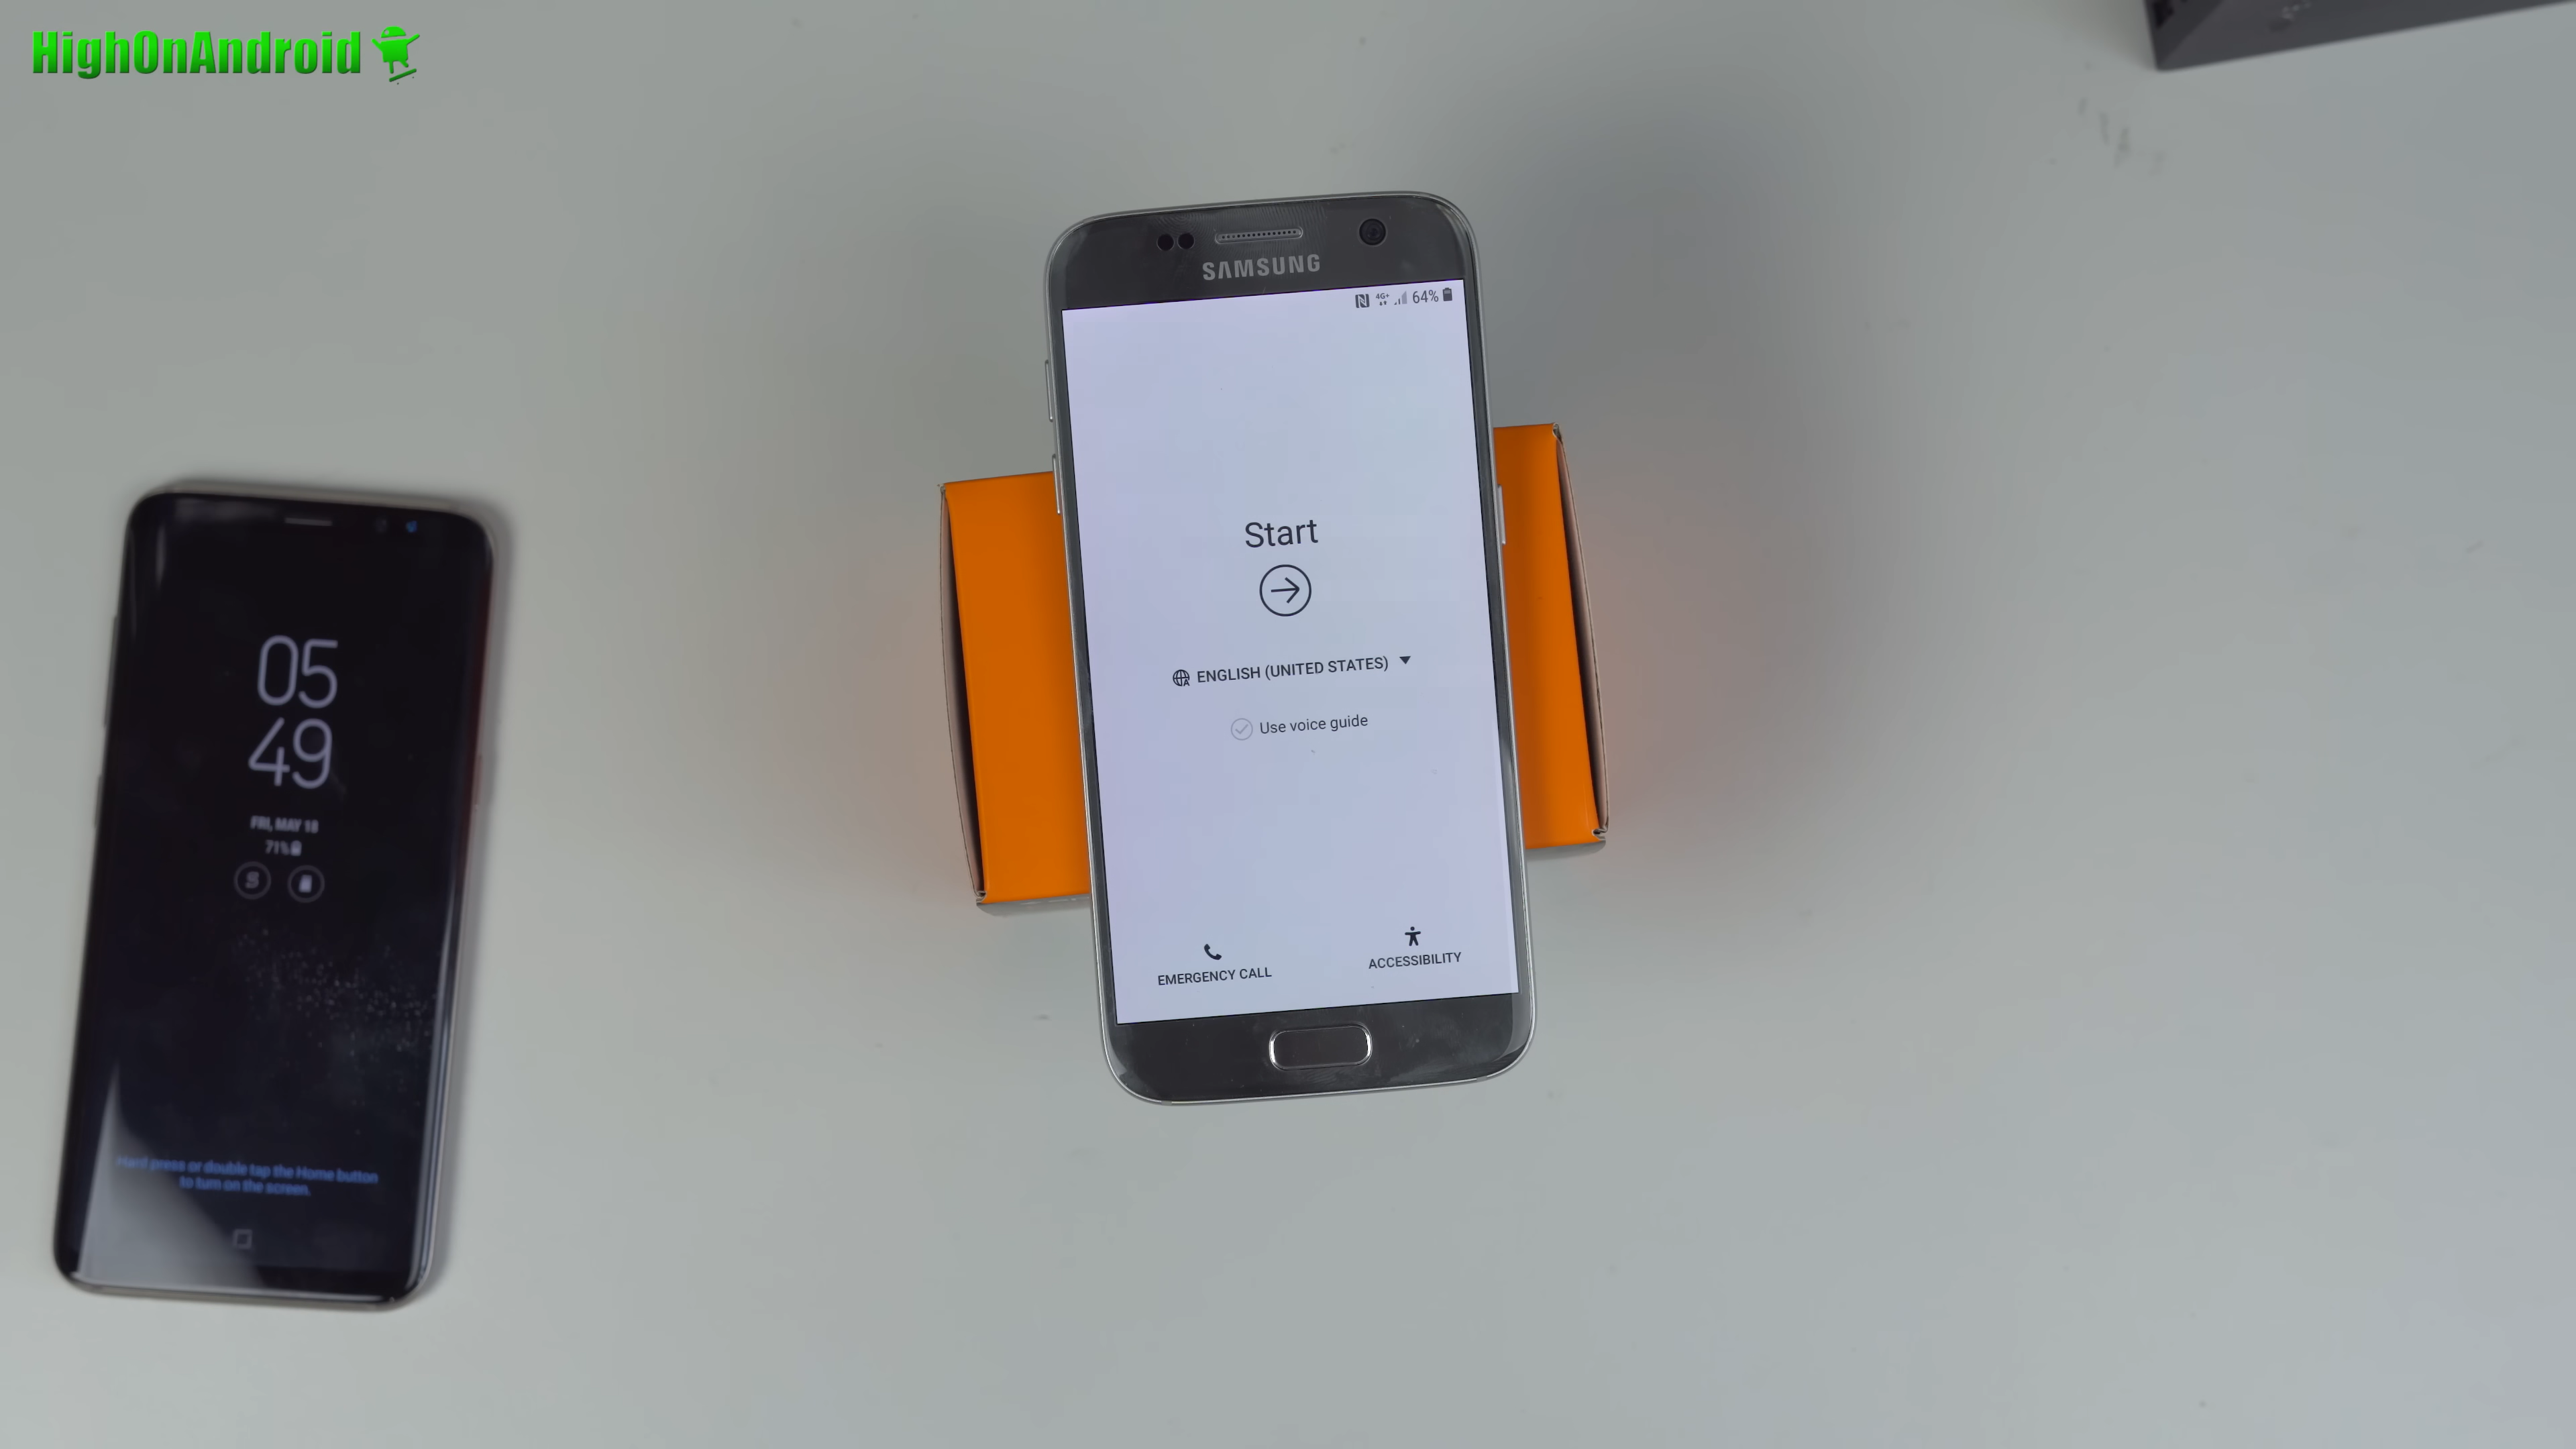 HighOnAndroid
SAMSUNG
4G+ 64%
Start
ENGLISH (UNITED STATES)
Use voice guide
EMERGENCY CALL
ACCESSIBILITY
05
49
FRI, MAY 18
71%
Hard press or double tap the Home button
to turn on the screen.